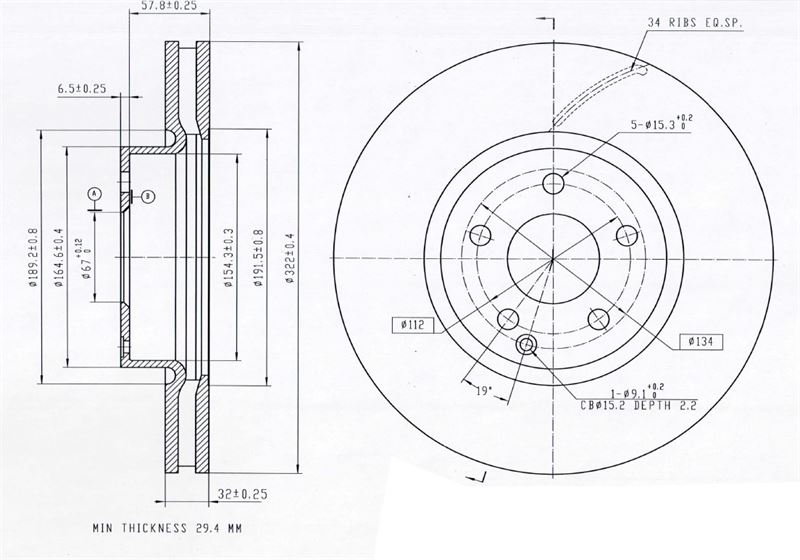 57.8±0.25
34 RIBS EQ.SP.
6.5±0.25
5-Ø15.3 +0.2 0
A
B
Ø189.2±0.8
Ø164.6±0.4
Ø67 +0.12 0
Ø154.3±0.3
Ø191.5±0.8
Ø322±0.4
Ø112
Ø134
19°
1-Ø9.1 +0.2 0
CBØ15.2 DEPTH 2.2
32±0.25
MIN THICKNESS 29.4 MM